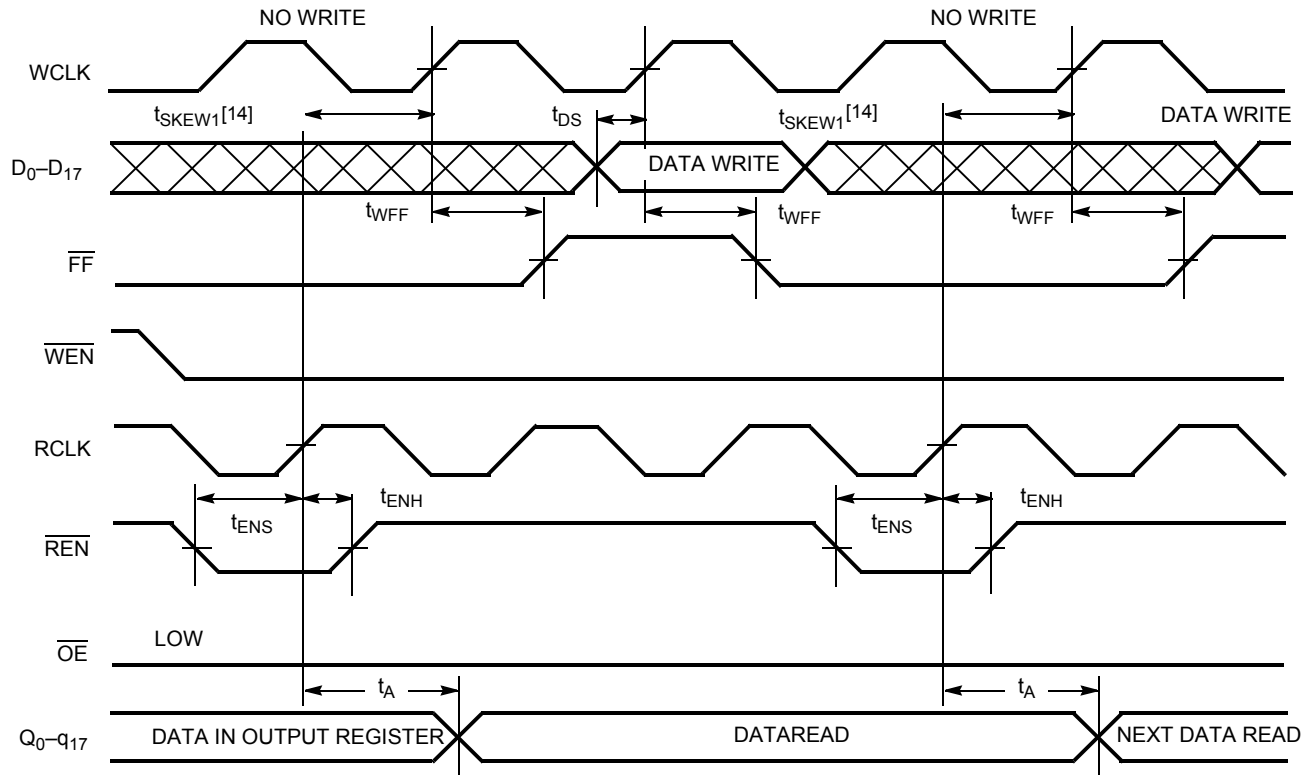 NO WRITE NO WRITE
WCLK
tSKEW1[14] tDS tSKEW1[14] DATA WRITE
D0–D17 DATA WRITE
tWFF tWFF tWFF
FF
WEN
RCLK
tENS tENH tENS tENH
REN
OE LOW
tA tA
Q0–q17 DATA IN OUTPUT REGISTER DATAREAD NEXT DATA READ